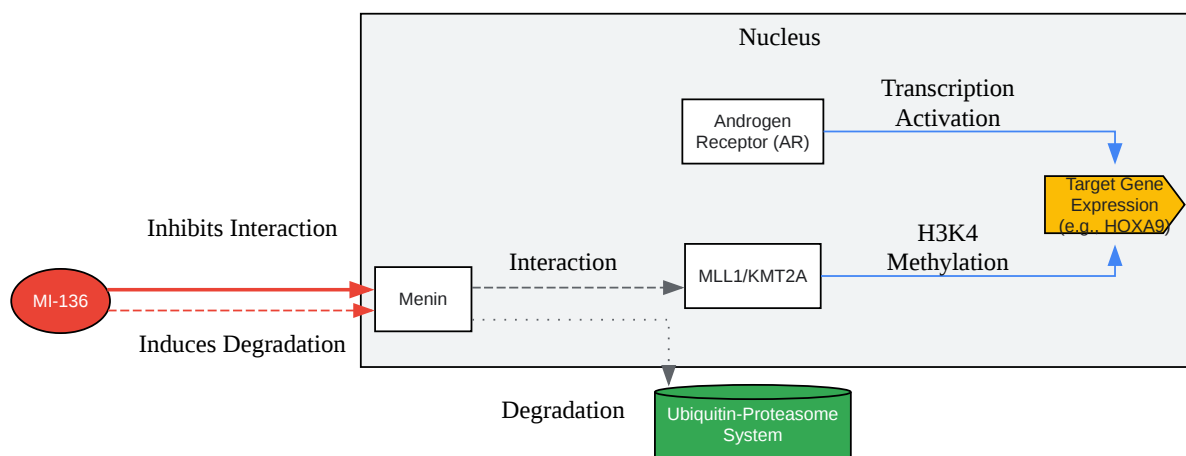 Nucleus
Transcription
Activation
Androgen
Receptor (AR)
Target Gene
Expression
(e.g., HOXA9)
Inhibits Interaction
H3K4
Methylation
Interaction
MI-136
Menin
MLL1/KMT2A
Induces Degradation
Degradation
Ubiquitin-Proteasome
System